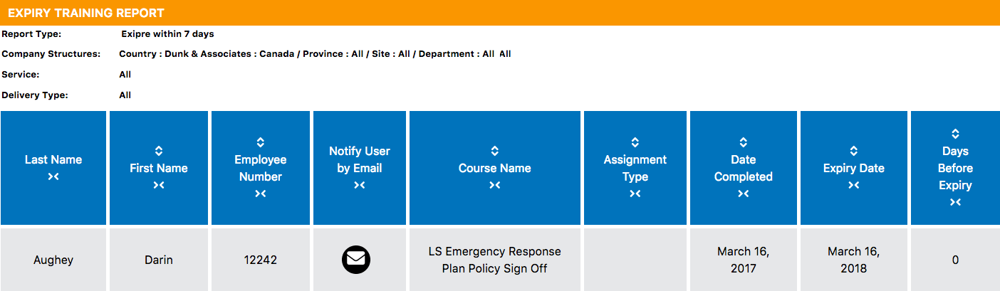 EXPIRY TRAINING REPORT
Report Type: Exipre within 7 days
Company Structures: Country : Dunk & Associates : Canada / Province : All / Site : All / Department : All All
Service: All
Delivery Type: All
Last Name
First Name
Employee
Number
Notify User
by Email
Course Name
Assignment
Type
Date
Completed
Expiry Date
Days
Before
Expiry
Aughey
Darin
12242
LS Emergency Response
Plan Policy Sign Off
March 16,
2017
March 16,
2018
0